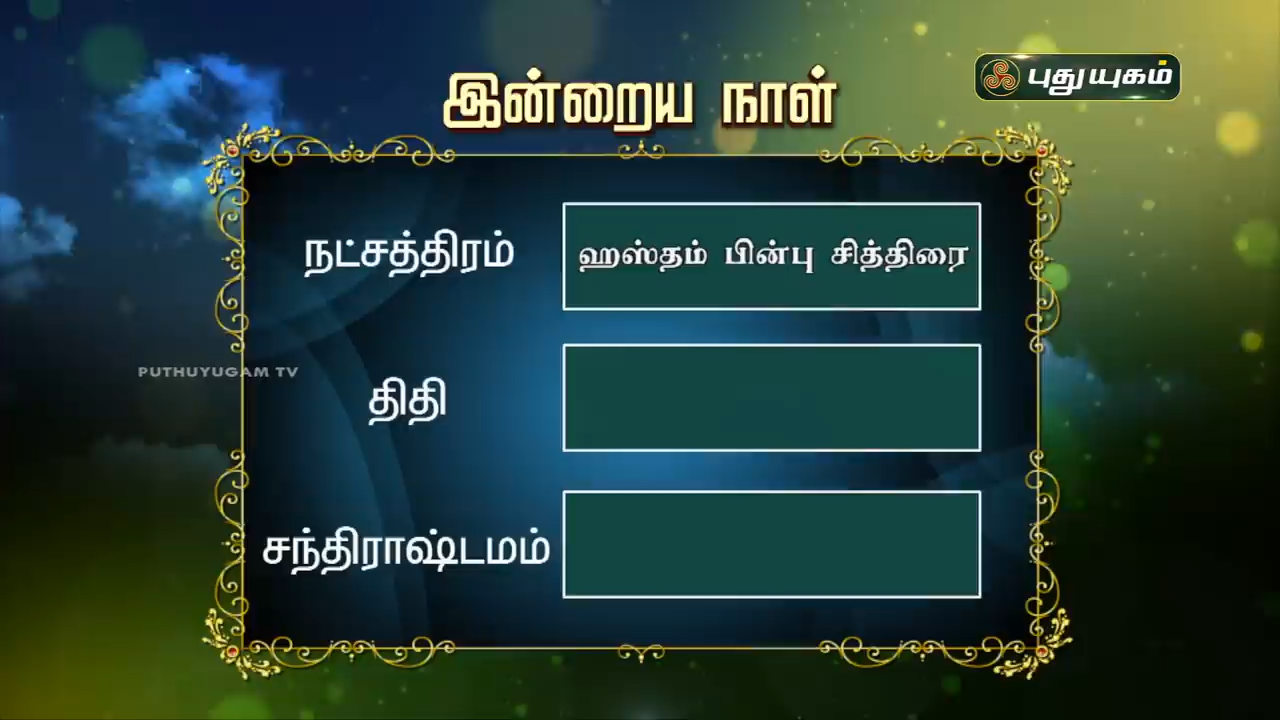 இன்றைய நாள்
புதுயுகம்
நட்சத்திரம்
ஹஸ்தம் பின்பு சித்திரை
PUTHUYUGAM TV
திதி
சந்திராஷ்டமம்